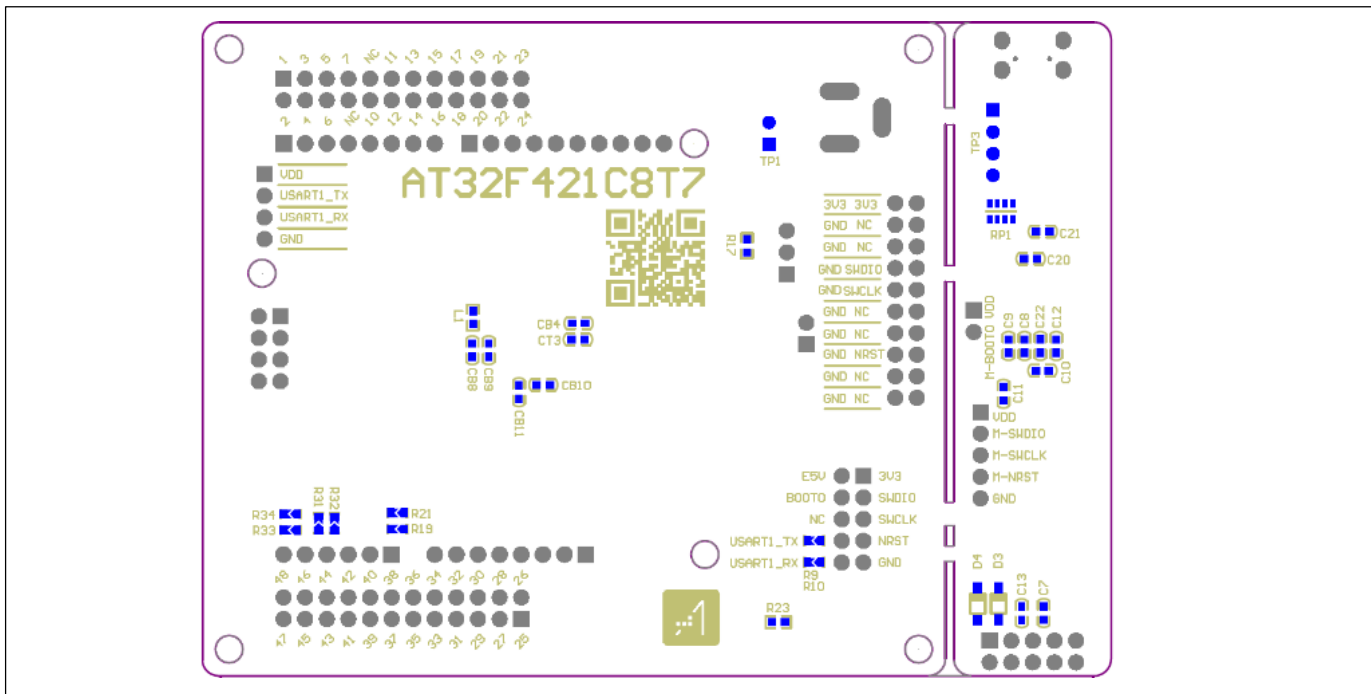 1 3 5 7 NC 11 13 15 17 19 21 23
2 4 6 NC 10 12 14 16 18 20 22 24
TP1
TP3
VDD
USART1_TX
USART1_RX
GND
AT32F421C8T7
R17
3V3 3V3
GND NC
GND NC
GND SWDIO
GND SWCLK
GND NC
GND NC
GND NRST
GND NC
GND NC
RP1
C21
C20
L1
CB4
CT3
CB8
CB9
CB10
CB11
M-BOOT0 VDD
C9
C8
C22
C12
C10
C11
VDD
M-SWDIO
M-SWCLK
M-NRST
GND
E5V 3V3
BOOT0 SWDIO
NC SWCLK
USART1_TX NRST
USART1_RX GND
R9
R10
R34
R33
R31
R32
R21
R19
48 46 44 42 40 38 36 34 32 30 28 26
47 45 43 41 39 37 35 33 31 29 27 25
R23
D4
D3
C13
C7